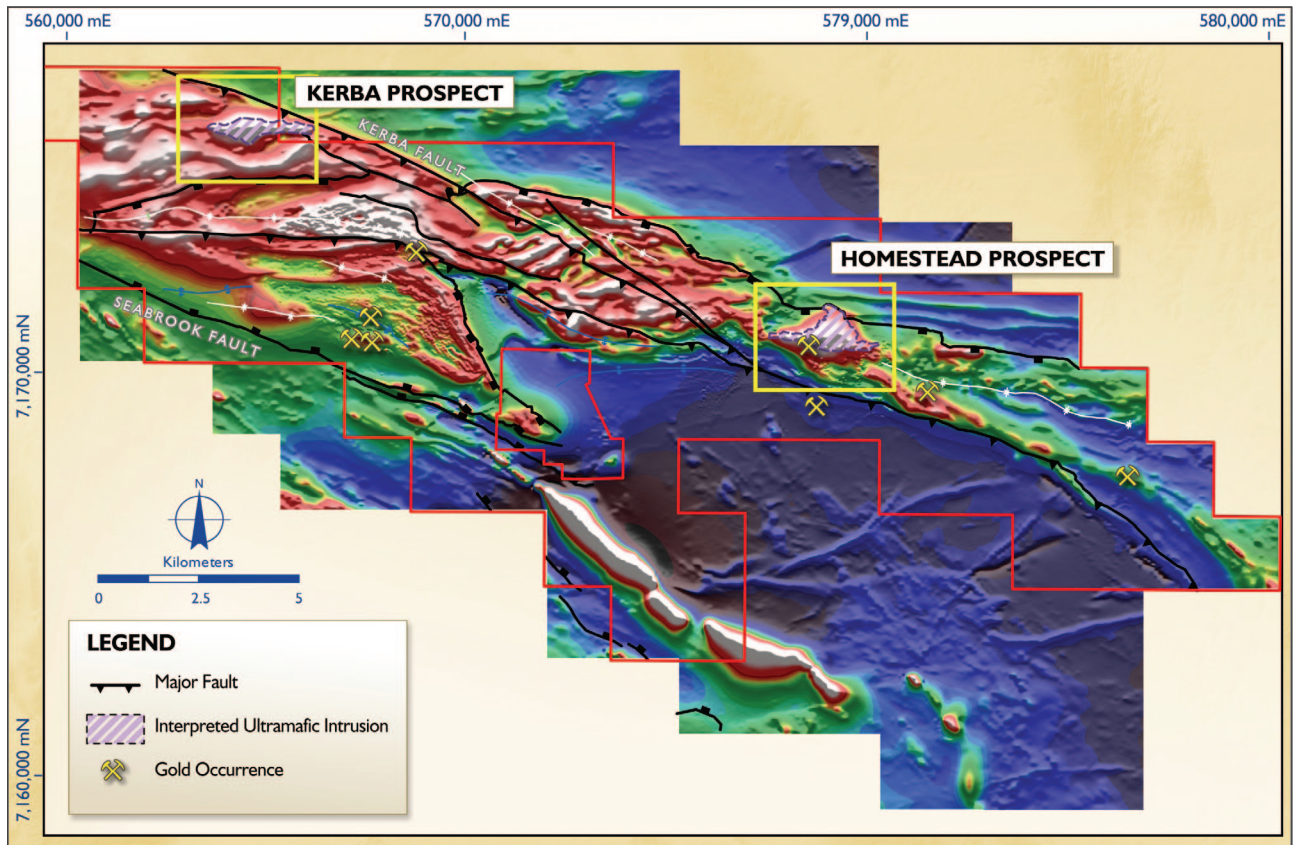 560,000 mE
570,000 mE
579,000 mE
580,000 mE
KERBA PROSPECT
KERBA FAULT
HOMESTEAD PROSPECT
SEABROOK FAULT
7,170,000 mN
N
Kilometers
0 2.5 5
LEGEND
Major Fault
Interpreted Ultramafic Intrusion
Gold Occurrence
7,160,000 mN